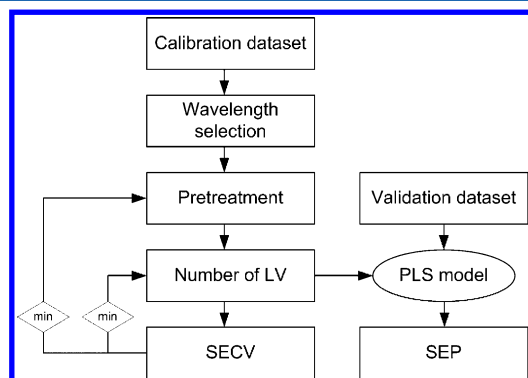 Calibration dataset
Wavelength
selection
Pretreatment
Validation dataset
Number of LV
PLS model
min
min
SECV
SEP